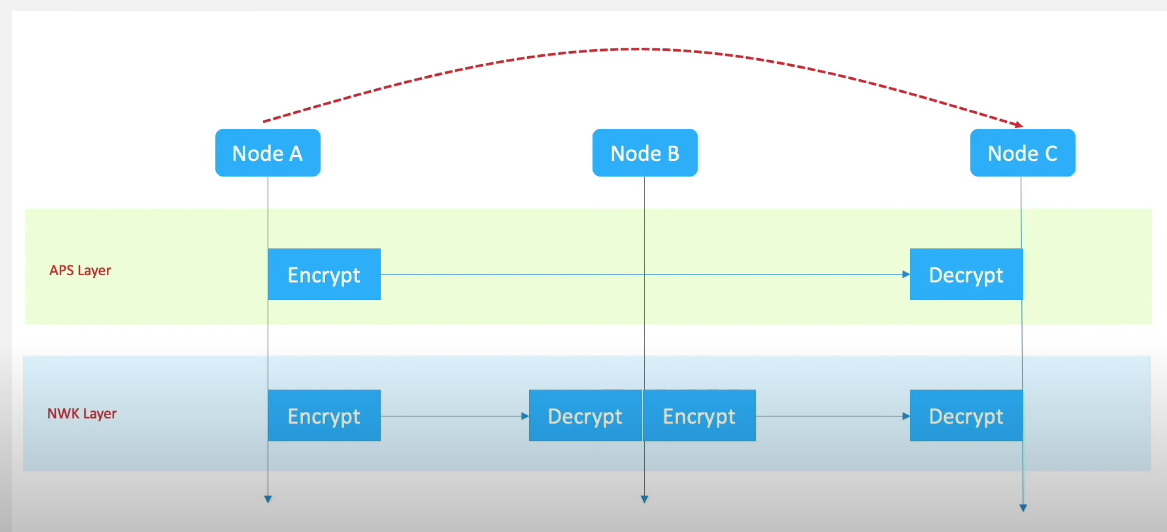 Node A
Node B
Node C
APS Layer
Encrypt
Decrypt
NWK Layer
Encrypt
Decrypt
Encrypt
Decrypt